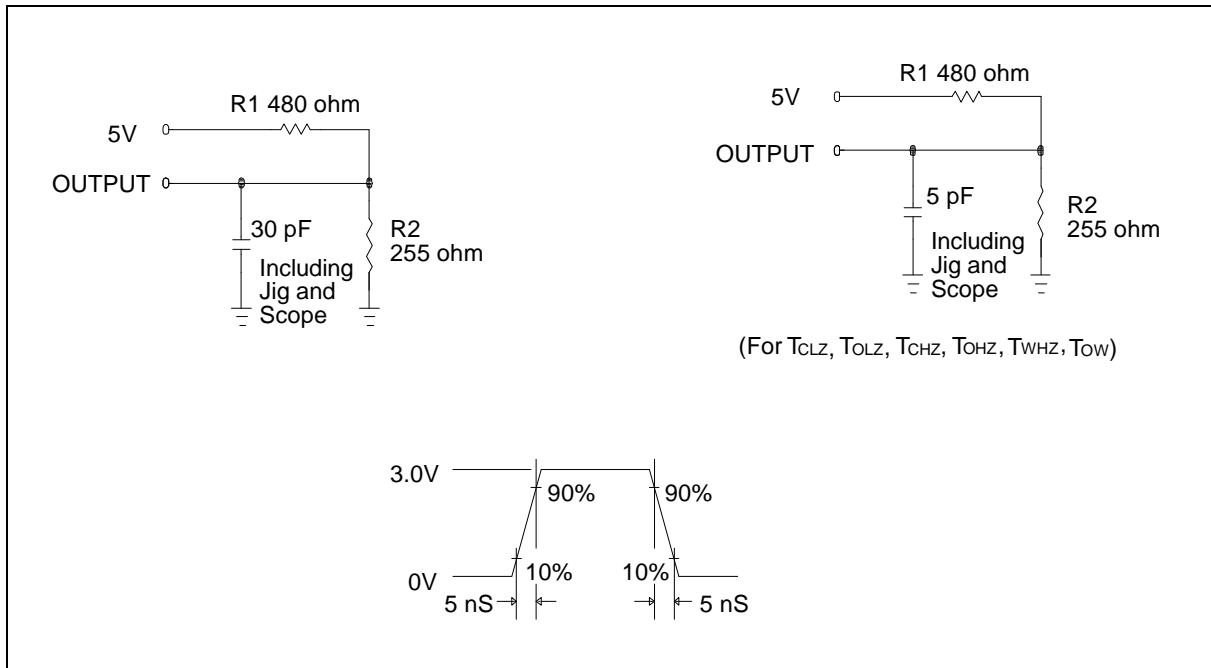 R1 480 ohm
5V
OUTPUT
30 pF
Including
Jig and
Scope
R2
255 ohm
R1 480 ohm
5V
OUTPUT
5 pF
Including
Jig and
Scope
R2
255 ohm
(For TCLZ, TOLZ, TCHZ, TOHZ, TWHZ, TOW)
3.0V
90%
90%
0V
10%
10%
5 nS
5 nS